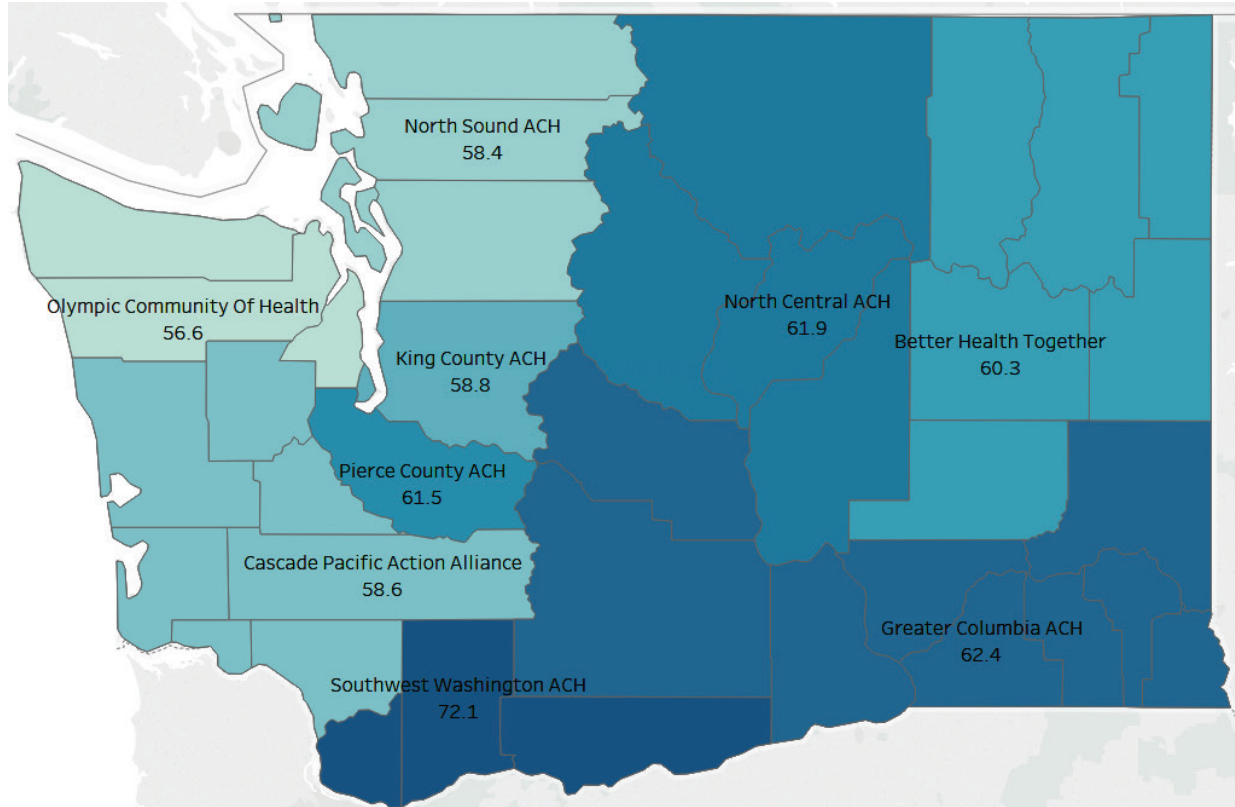 North Sound ACH
58.4
Olympic Community Of Health
56.6
North Central ACH
61.9
King County ACH
58.8
Better Health Together
60.3
Pierce County ACH
61.5
Cascade Pacific Action Alliance
58.6
Greater Columbia ACH
62.4
Southwest Washington ACH
72.1